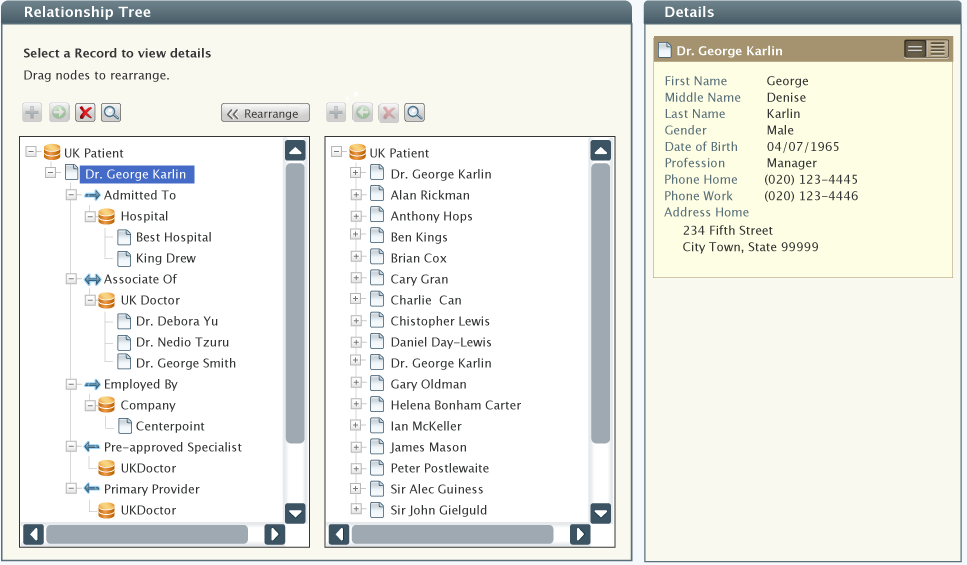 Relationship Tree
Select a Record to view details
Drag nodes to rearrange.
Rearrange
UK Patient
Dr. George Karlin
Admitted To
Hospital
Best Hospital
King Drew
Associate Of
UK Doctor
Dr. Debora Yu
Dr. Nedio Tzuru
Dr. George Smith
Employed By
Company
Centerpoint
Pre-approved Specialist
UKDoctor
Primary Provider
UKDoctor
UK Patient
Dr. George Karlin
Alan Rickman
Anthony Hops
Ben Kings
Brian Cox
Cary Gran
Charlie  Can
Chistopher Lewis
Daniel Day-Lewis
Dr. George Karlin
Gary Oldman
Helena Bonham Carter
Ian McKeller
James Mason
Peter Postlewaite
Sir Alec Guiness
Sir John Gielguld
Details
Dr. George Karlin
First Name George
Middle Name Denise
Last Name Karlin
Gender Male
Date of Birth 04/07/1965
Profession Manager
Phone Home (020) 123-4445
Phone Work (020) 123-4446
Address Home
234 Fifth Street
City Town, State 99999